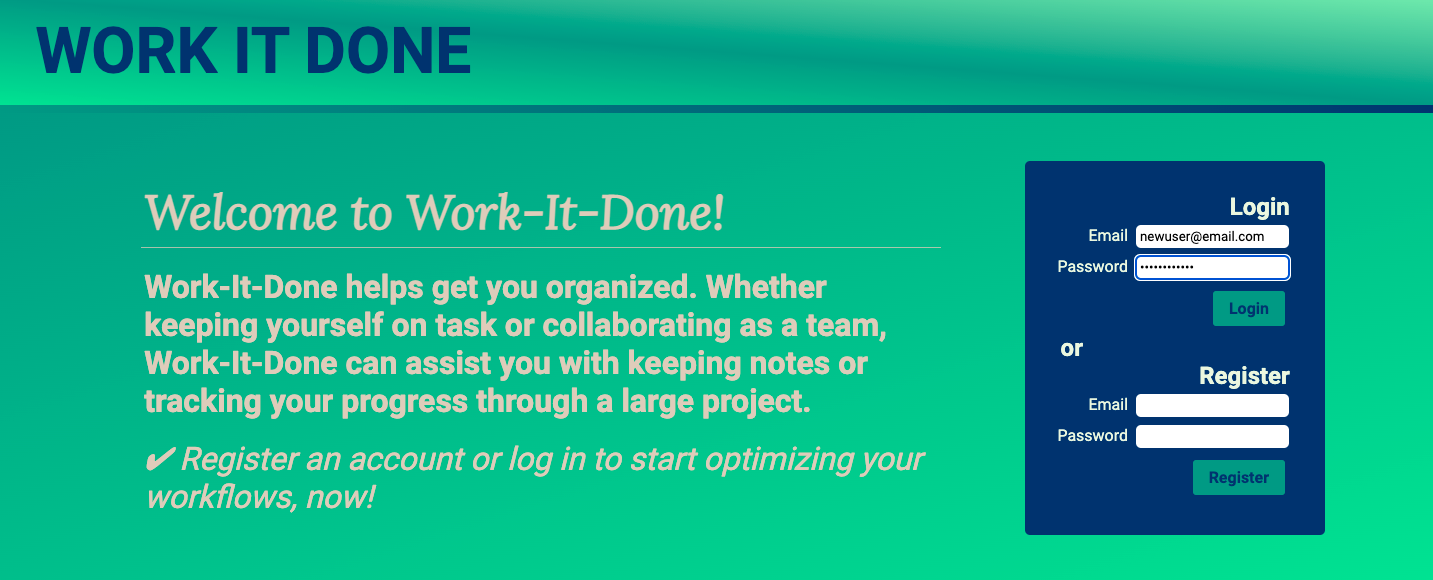 WORK IT DONE
Welcome to Work-It-Done!
Work-It-Done helps get you organized. Whether
keeping yourself on task or collaborating as a team,
Work-It-Done can assist you with keeping notes or
tracking your progress through a large project.
✔ Register an account or log in to start optimizing your
workflows, now!
Login
Email newuser@email.com
Password ••••••••••••
Login
or
Register
Email
Password
Register